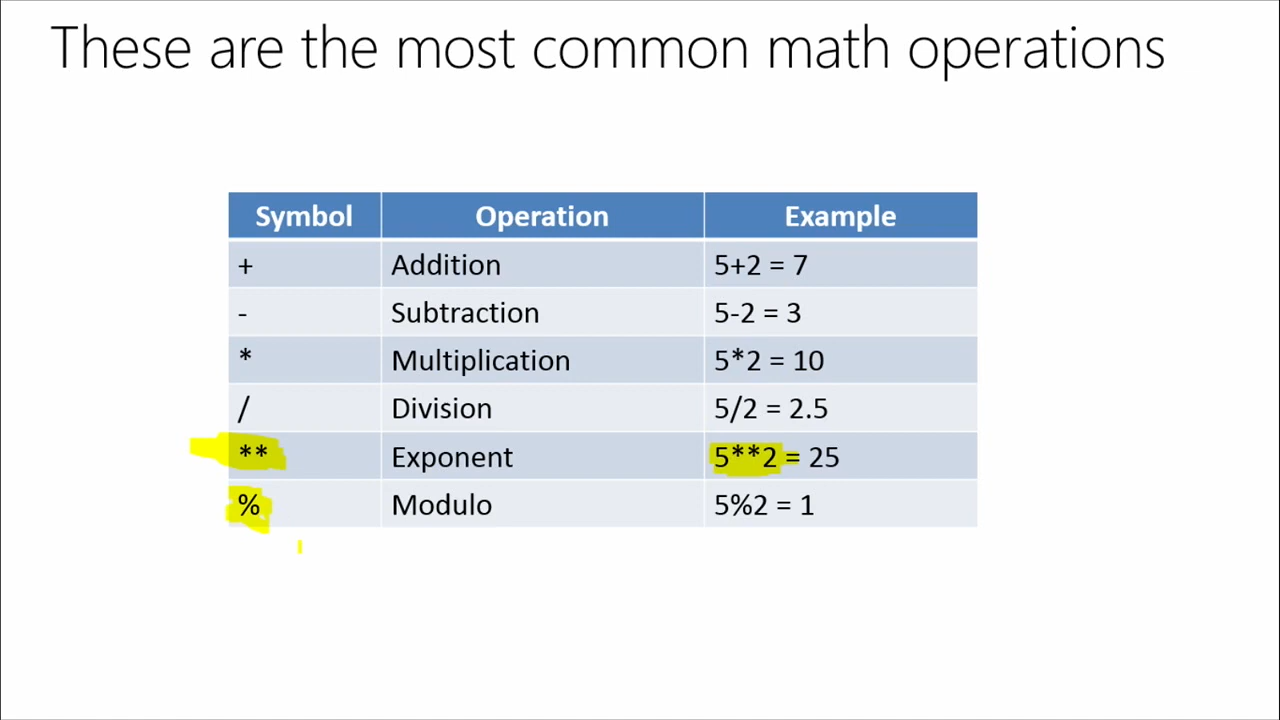 These are the most common math operations
Symbol Operation Example
+ Addition 5+2 = 7
- Subtraction 5-2 = 3
* Multiplication 5*2 = 10
/ Division 5/2 = 2.5
** Exponent 5**2 = 25
% Modulo 5%2 = 1